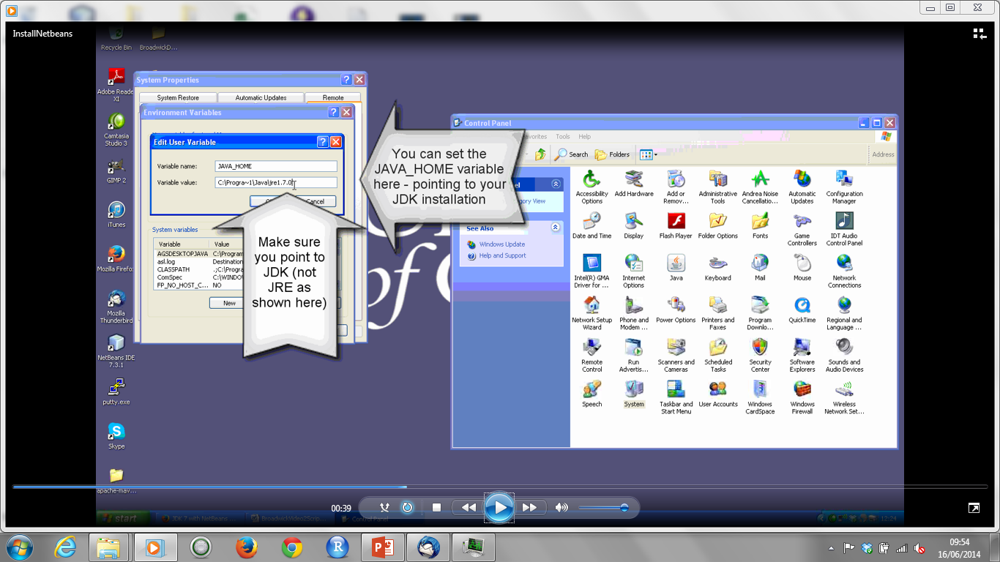 InstallNetbeans
Recycle Bin
BroadwickD...
Adobe Reade
XI
Camtasia
Studio 3
GIMP 2
iTunes
Mozilla Firefo
Mozilla
Thunderbird
NetBeans IDE
7.3.1
putty.exe
Skype
apache-mav...
System Properties
System Restore
Automatic Updates
Remote
Environment Variables
Edit User Variable
Variable name:
JAVA_HOME
Variable value:
C:\Progra~1\Java\jre1.7.0
Cancel
System variables
Variable
Value
AGSDESKTOPJAVA
C:\Program
asl.log
Destination
CLASSPATH
.;C:\Progra
ComSpec
C:\WINDOW
FP_NO_HOST_C...
NO
New
You can set the
JAVA_HOME variable
here - pointing to your
JDK installation
Make sure
you point to
JDK (not
JRE as
shown here)
Control Panel
Tools
Help
Search
Folders
Address
See Also
Windows Update
Help and Support
Accessibility
Options
Add Hardware
Add or
Remov...
Administrative
Tools
Andrea Noise
Cancellatio...
Automatic
Updates
Configuration
Manager
Date and Time
Display
Flash Player
Folder Options
Fonts
Game
Controllers
IDT Audio
Control Panel
Intel(R) GMA
Driver for ...
Internet
Options
Java
Keyboard
Mail
Mouse
Network
Connections
Network Setup
Wizard
Phone and
Modem ...
Power Options
Printers and
Faxes
Program
Downlo...
QuickTime
Regional and
Language ...
Remote
Control
Run
Advertis...
Scanners and
Cameras
Scheduled
Tasks
Security
Center
Software
Explorers
Sounds and
Audio Devices
Speech
System
Taskbar and
Start Menu
User Accounts
Windows
CardSpace
Windows
Firewall
Wireless
Network Set...
of
00:39
start
JDK 7 with NetBeans ...
BroadwickVideo2Scrip...
Control Panel
12:24
09:54
16/06/2014